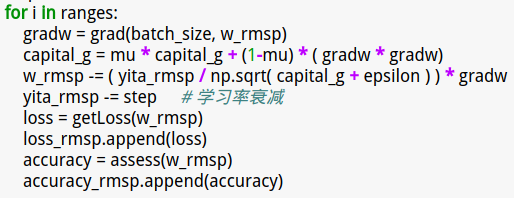 for i in ranges:
    gradw = grad(batch_size, w_rmsp)
    capital_g = mu * capital_g + (1-mu) * ( gradw * gradw)
    w_rmsp -= ( yita_rmsp / np.sqrt( capital_g + epsilon ) ) * gradw
    yita_rmsp -= step    # 学习率衰减
    loss = getLoss(w_rmsp)
    loss_rmsp.append(loss)
    accuracy = assess(w_rmsp)
    accuracy_rmsp.append(accuracy)